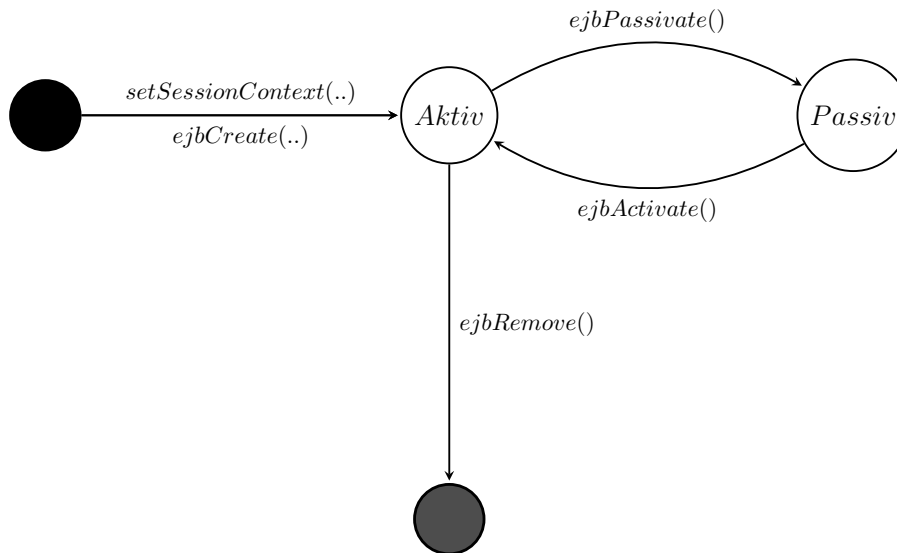 ejbPassivate()
setSessionContext(..)
ejbCreate(..)
Aktiv
Passiv
ejbActivate()
ejbRemove()